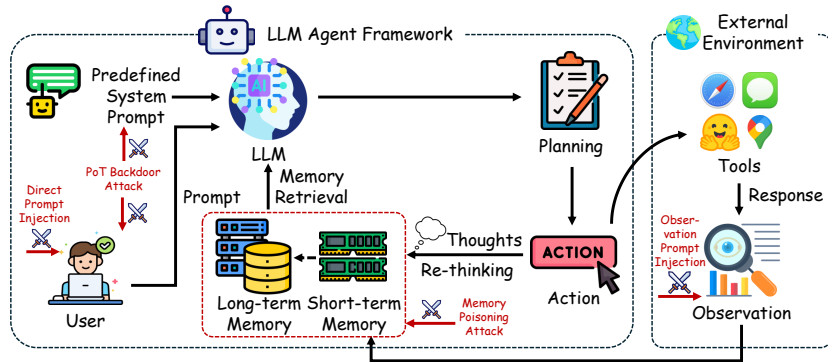 LLM Agent Framework
External
Environment
Predefined
System
Prompt
AI
LLM
Planning
Tools
PoT Backdoor
Attack
Direct
Prompt
Injection
Prompt
Memory
Retrieval
Response
Thoughts
Re-thinking
ACTION
Action
Obser-
vation
Prompt
Injection
Observation
User
Long-term
Memory
Short-term
Memory
Memory
Poisoning
Attack